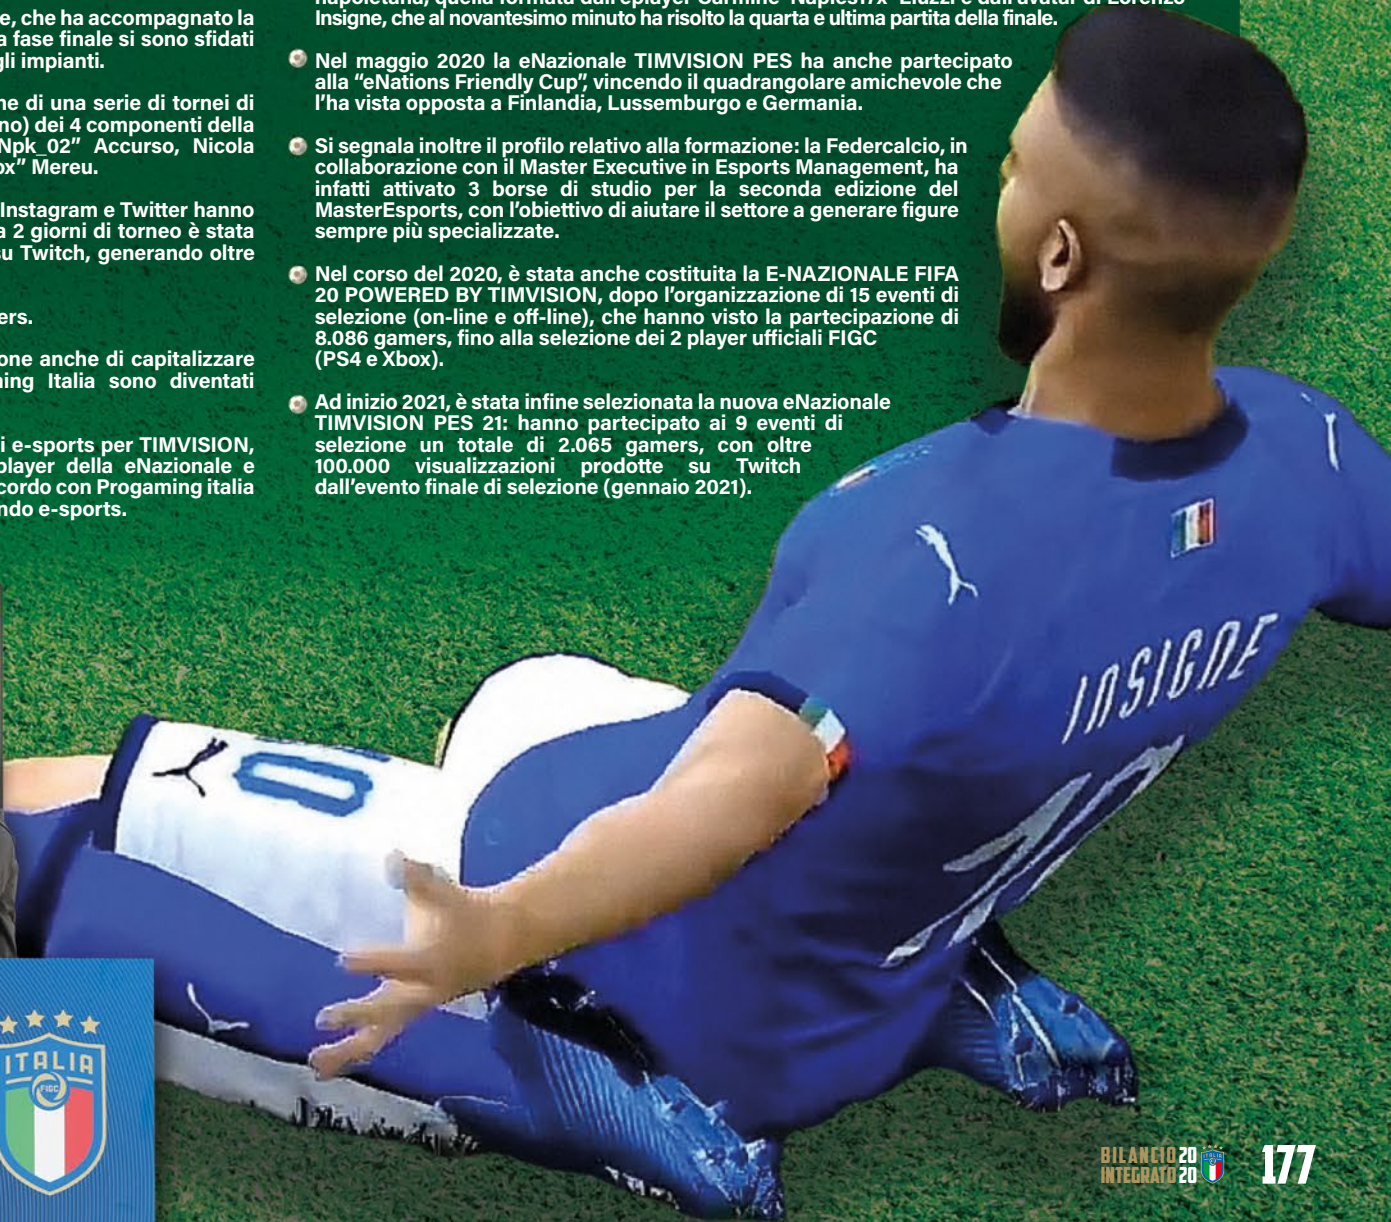 e, che ha accompagnato la
a fase finale si sono sfidati
gli impianti.
ne di una serie di tornei di
no) dei 4 componenti della
Npk_02” Accurso, Nicola
ox” Mereu.
Instagram e Twitter hanno
a 2 giorni di torneo è stata
su Twitch, generando oltre
ers.
one anche di capitalizzare
ning Italia sono diventati
i e-sports per TIMVISION,
player della eNazionale e
cordo con Progaming italia
ndo e-sports.
Insigne, che al novantesimo minuto ha risolto la quarta e ultima partita della finale.
Nel maggio 2020 la eNazionale TIMVISION PES ha anche partecipato
alla “eNations Friendly Cup”, vincendo il quadrangolare amichevole che
l’ha vista opposta a Finlandia, Lussemburgo e Germania.
Si segnala inoltre il profilo relativo alla formazione: la Federcalcio, in
collaborazione con il Master Executive in Esports Management, ha
infatti attivato 3 borse di studio per la seconda edizione del
MasterEsports, con l’obiettivo di aiutare il settore a generare figure
sempre più specializzate.
Nel corso del 2020, è stata anche costituita la E-NAZIONALE FIFA
20 POWERED BY TIMVISION, dopo l’organizzazione di 15 eventi di
selezione (on-line e off-line), che hanno visto la partecipazione di
8.086 gamers, fino alla selezione dei 2 player ufficiali FIGC
(PS4 e Xbox).
Ad inizio 2021, è stata infine selezionata la nuova eNazionale
TIMVISION PES 21: hanno partecipato ai 9 eventi di
selezione un totale di 2.065 gamers, con oltre
100.000 visualizzazioni prodotte su Twitch
dall’evento finale di selezione (gennaio 2021).
INSIGNE
10
ITALIA
FIGC
BILANCIO 20
INTEGRATO 20
177